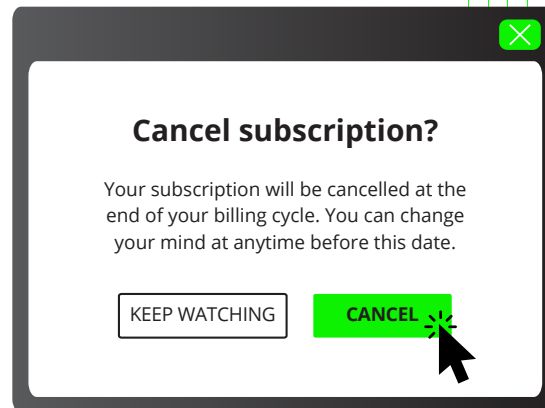 Cancel subscription?
Your subscription will be cancelled at the
end of your billing cycle. You can change
your mind at anytime before this date.
KEEP WATCHING
CANCEL